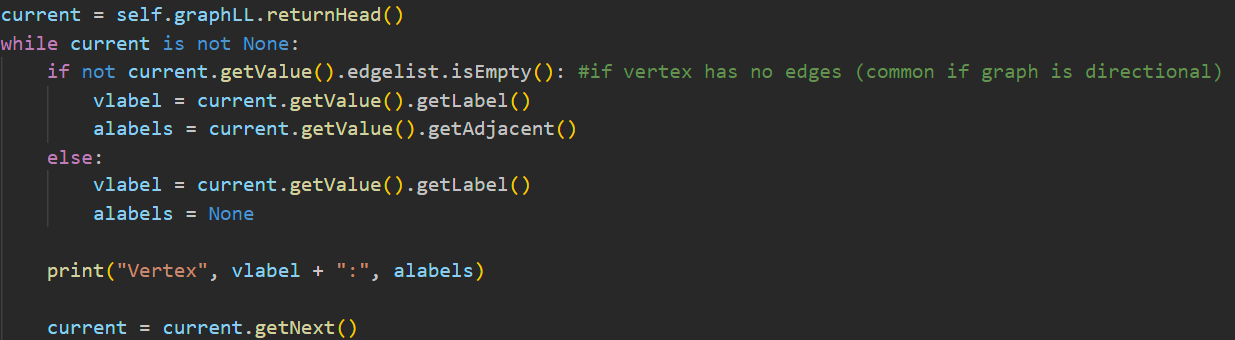 current = self.graphLL.returnHead()
while current is not None:
    if not current.getValue().edgelist.isEmpty(): #if vertex has no edges (common if graph is directional)
        vlabel = current.getValue().getLabel()
        alabels = current.getValue().getAdjacent()
    else:
        vlabel = current.getValue().getLabel()
        alabels = None
    print("Vertex", vlabel + ":", alabels)
    current = current.getNext()